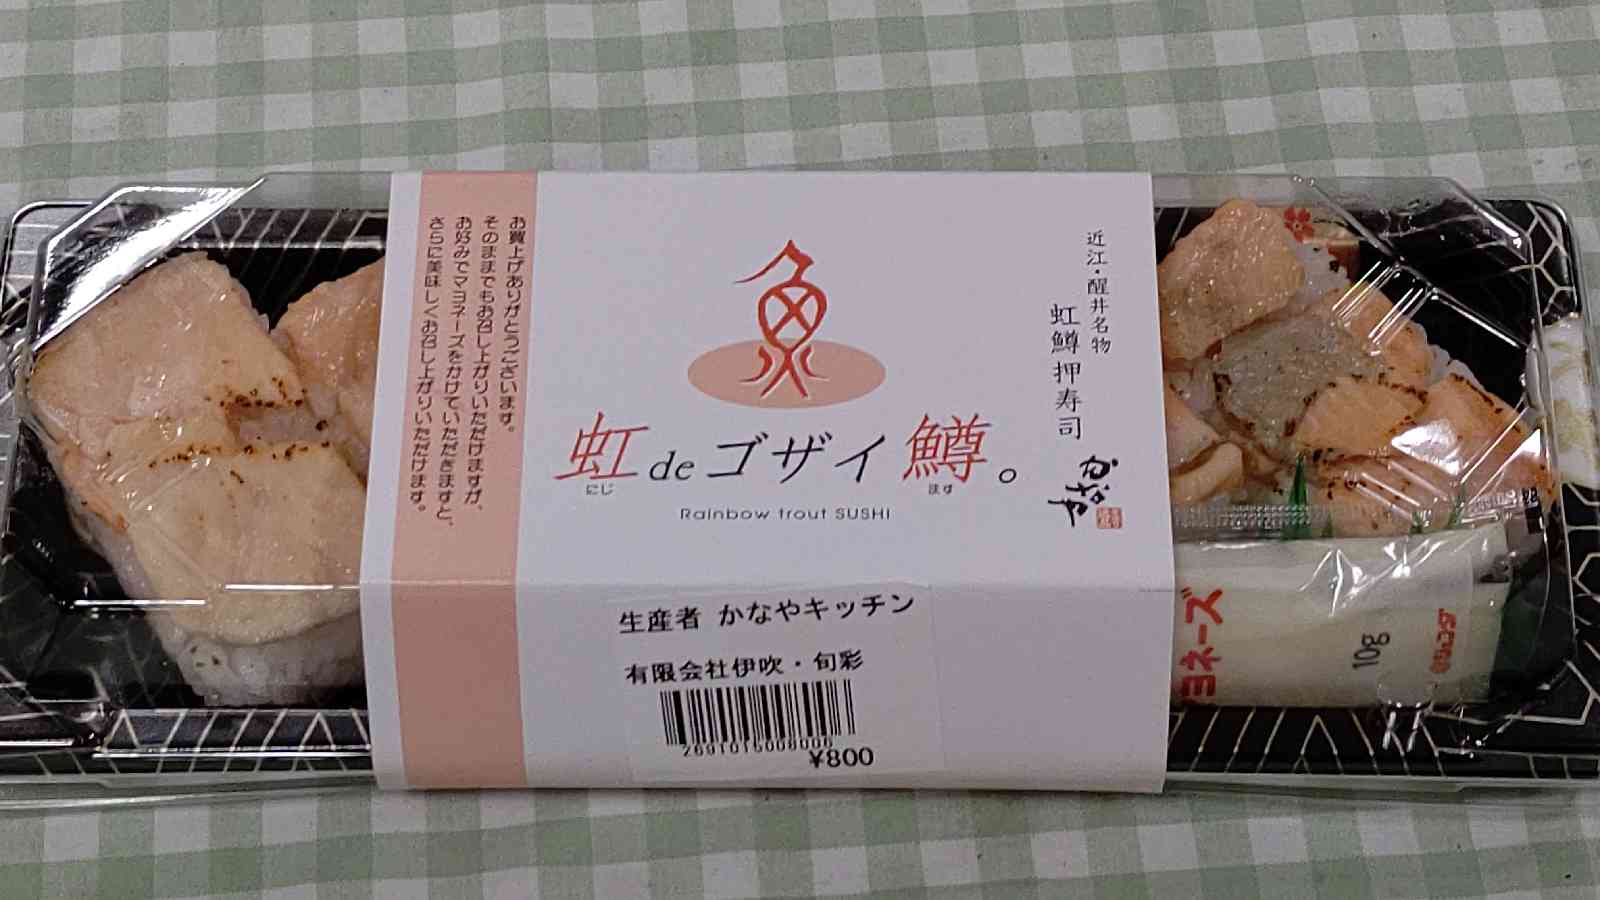 お買上げありがとうございます。
そのままでもお召し上がりいただけますが、
お好みでマヨネーズをかけていただきますと、
さらに美味しくお召し上がりいただけます。
近江・醒井名物
虹鱒押寿司
かなや
魚
虹deゴザイ鱒。
にじ
ます
Rainbow trout SUSHI
生産者 かなやキッチン
有限会社伊吹・旬彩
¥800
ヨネーズ
10g